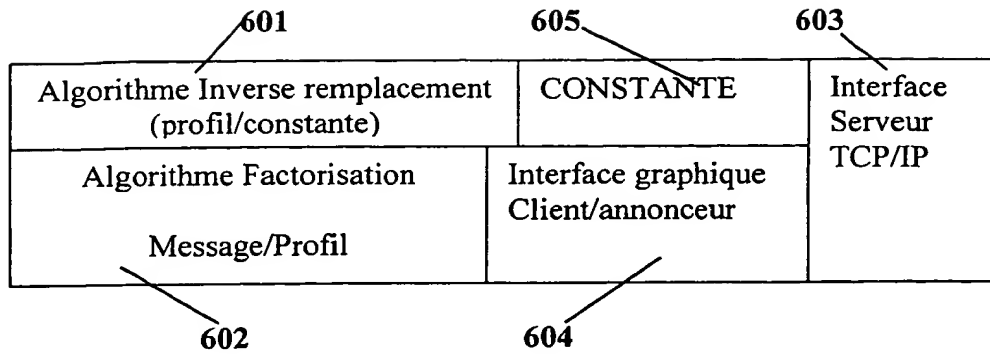 601
605
603
Algorithme Inverse remplacement
(profil/constante)
CONSTANTE
Interface
Serveur
TCP/IP
Algorithme Factorisation
Message/Profil
Interface graphique
Client/annonceur
602
604